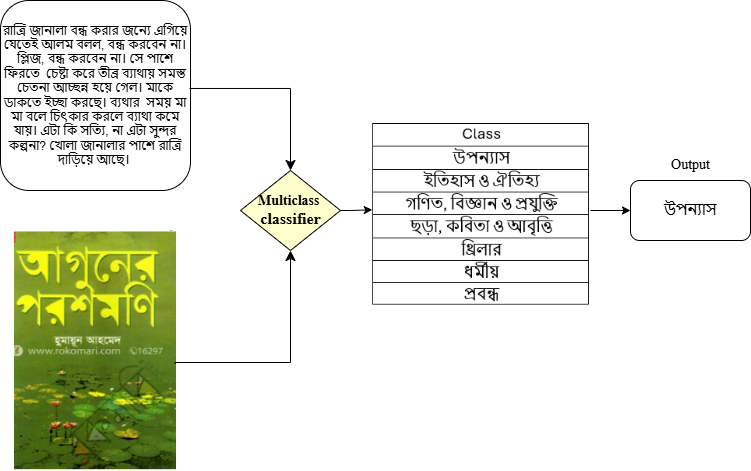 রাত্রি জানালা বন্ধ করার জন্যে এগিয়ে
যেতেই আলম বলল, বন্ধ করবেন না।
প্লিজ, বন্ধ করবেন না। সে পাশে
ফিরতে চেষ্টা করে তীব্র ব্যাথায় সমস্ত
চেতনা আচ্ছন্ন হয়ে গেল। মাকে
ডাকতে ইচ্ছা করছে। ব্যথার সময় মা
মা বলে চিৎকার করলে ব্যাথা কমে
যায়। এটা কি সত্যি, না এটা সুন্দর
কল্পনা? খোলা জানালার পাশে রাত্রি
দাঁড়িয়ে আছে।
আগুনের
পরশমণি
হুমায়ূন আহমেদ
www.rokomari.com 16297
Multiclass
classifier
Class
উপন্যাস
ইতিহাস ও ঐতিহ্য
গণিত, বিজ্ঞান ও প্রযুক্তি
ছড়া, কবিতা ও আবৃত্তি
থ্রিলার
ধর্মীয়
প্রবন্ধ
Output
উপন্যাস